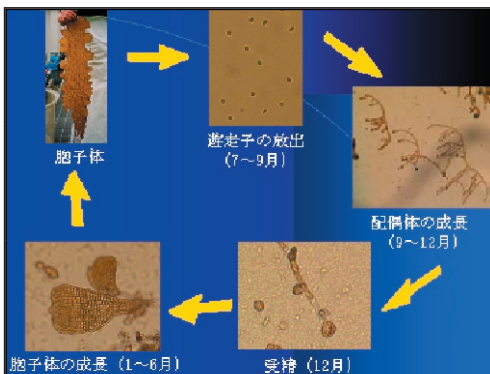 胞子体
遊走子の放出
(7～9月)
配偶体の成長
(9～12月)
受精 (12月)
胞子体の成長 (1～6月)